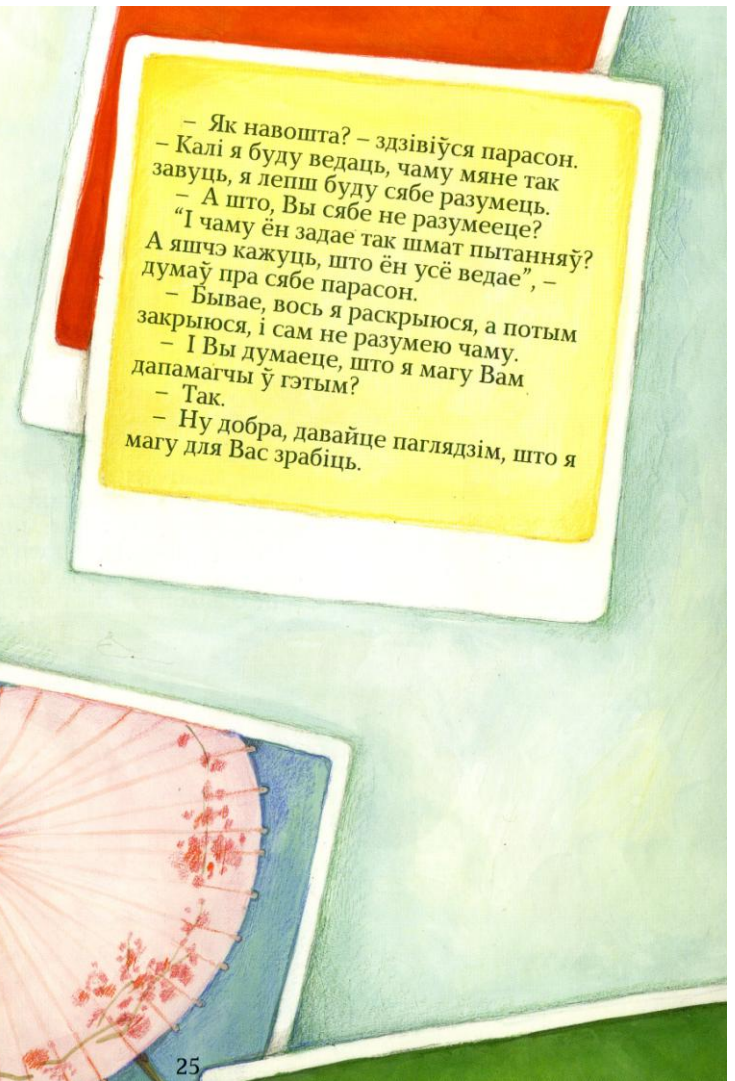 – Як навошта? – здзівіўся парасон.
– Калі я буду ведаць, чаму мяне так
завуць, я лепш буду сябе разумець.
– А што, Вы сябе не разумееце?
“І чаму ён задае так шмат пытанняў?
А яшчэ кажуць, што ён усё ведае”, –
думаў пра сябе парасон.
– Бывае, вось я раскрыюся, а потым
закрыюся, і сам не разумею чаму.
– І Вы думаеце, што я магу Вам
дапамагчы ў гэтым?
– Так.
– Ну добра, давайце паглядзім, што я
магу для Вас зрабіць.
25